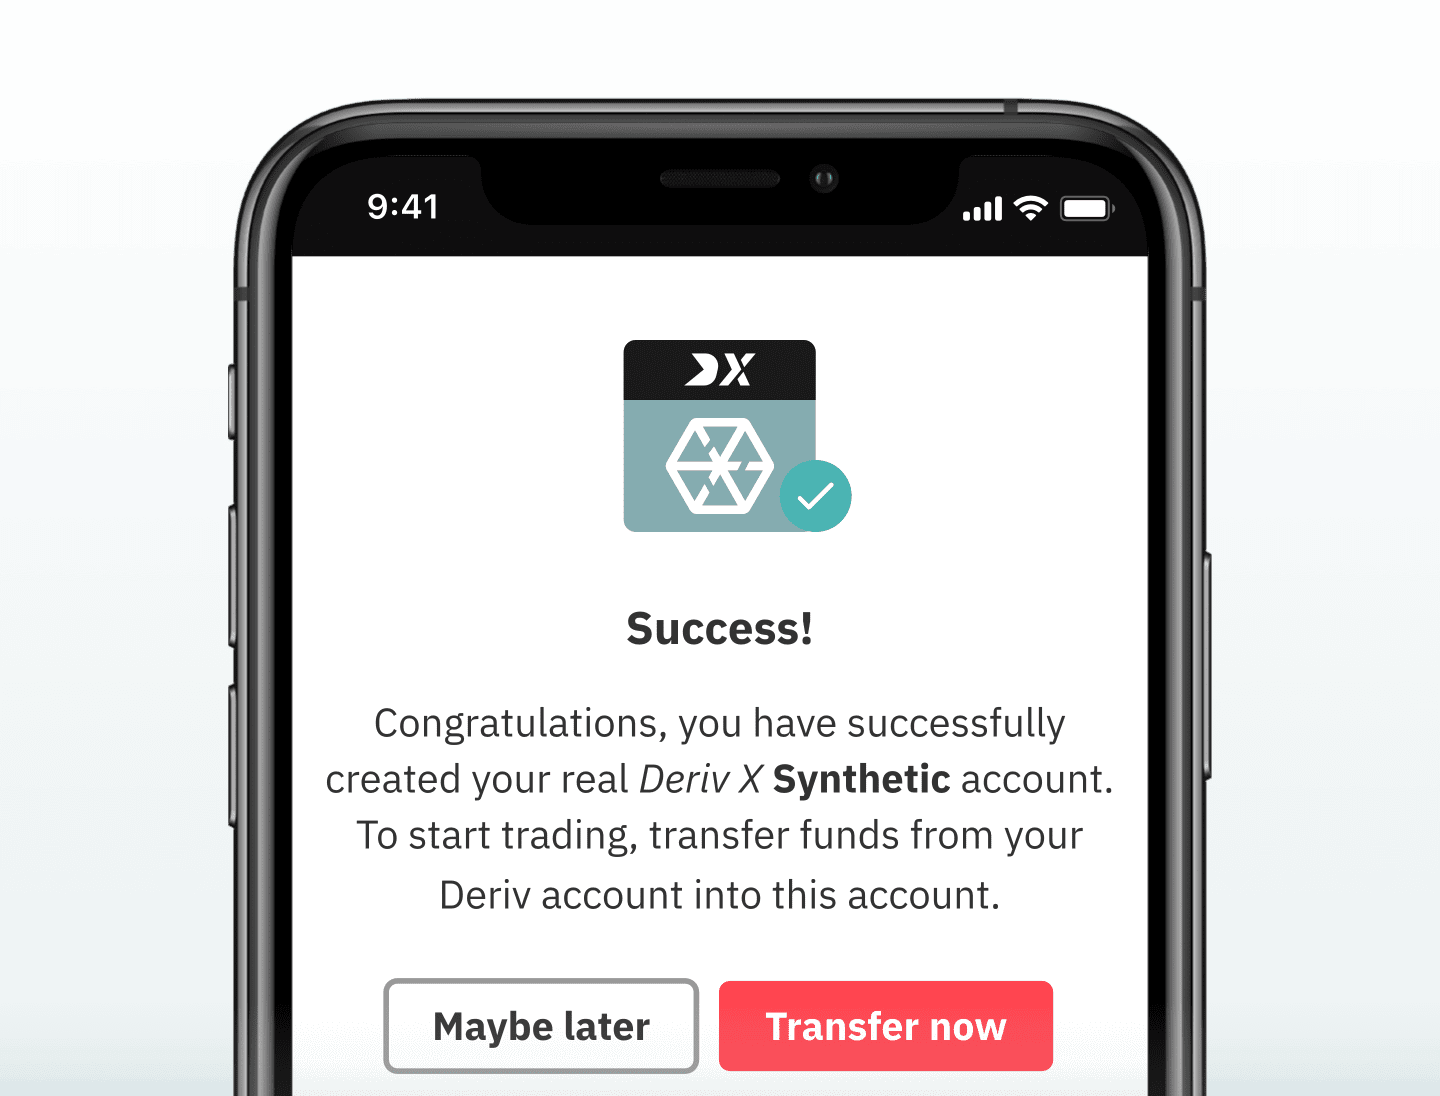 9:41
DX
Success!
Congratulations, you have successfully
created your real Deriv X Synthetic account.
To start trading, transfer funds from your
Deriv account into this account.
Maybe later
Transfer now